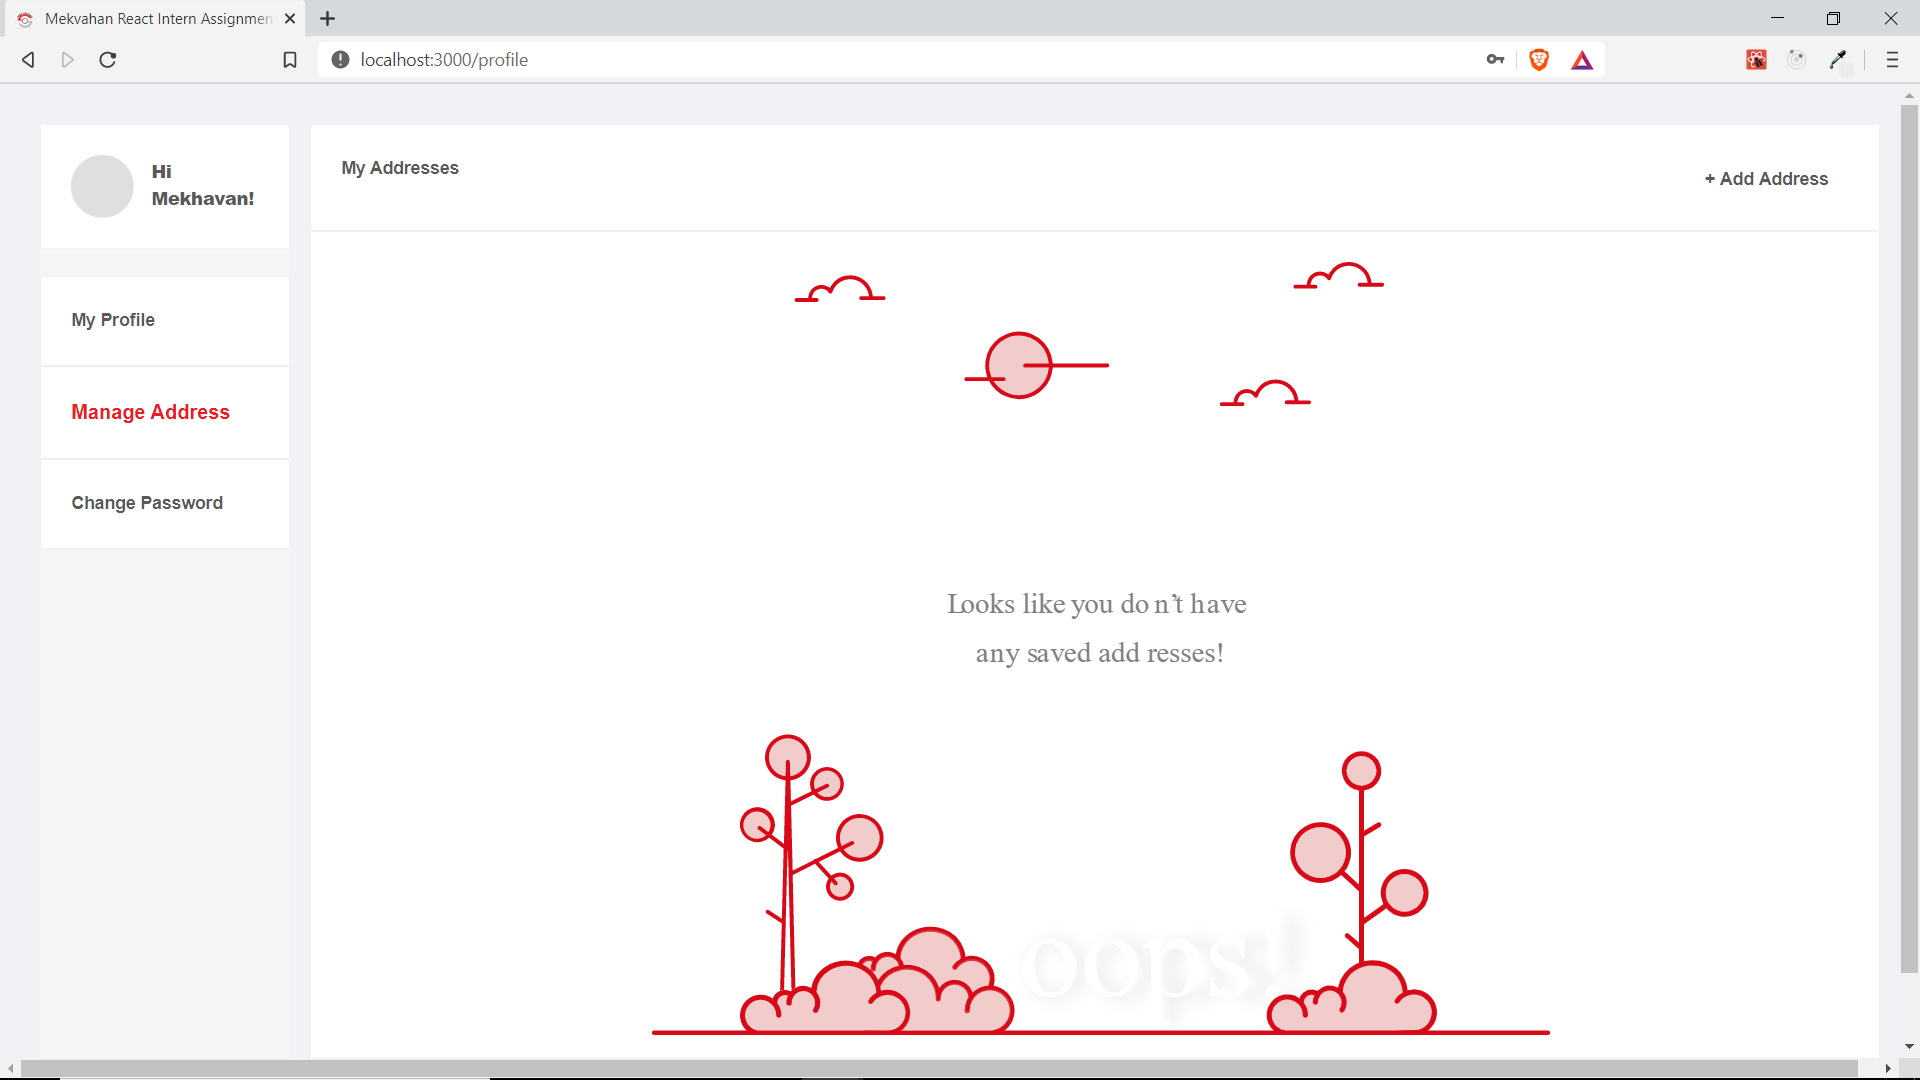 Mekvahan React Intern Assignmen
localhost:3000/profile
Hi
Mekhavan!
My Profile
Manage Address
Change Password
My Addresses
+ Add Address
Looks like you do n't have
any saved add resses!
oops!